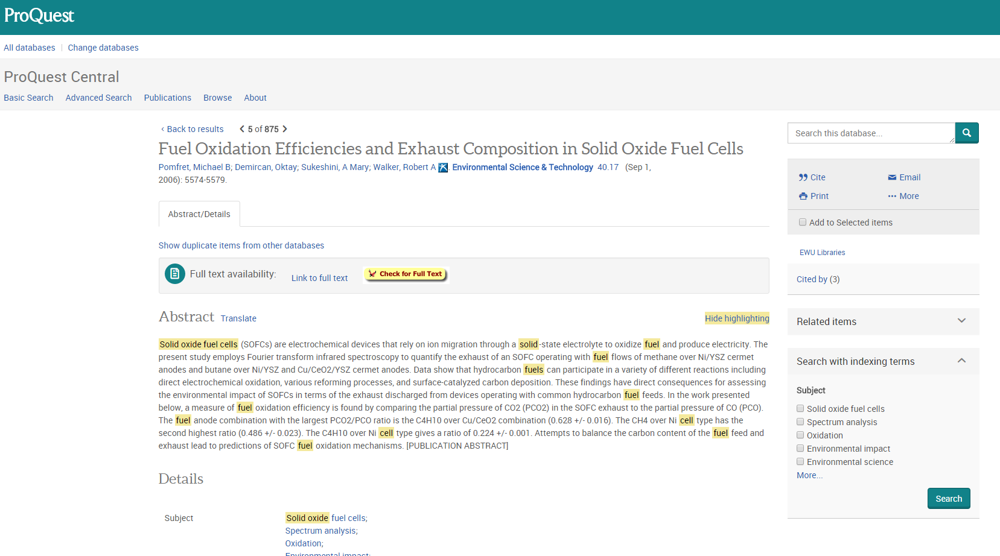 ProQuest
All databases | Change databases
ProQuest Central
Basic Search Advanced Search Publications Browse About
‹ Back to results 5 of 875
Fuel Oxidation Efficiencies and Exhaust Composition in Solid Oxide Fuel Cells
Pomfret, Michael B; Demircan, Oktay; Sukeshini, A Mary; Walker, Robert A. Environmental Science & Technology 40.17 (Sep 1,
2006): 5574-5579.
Abstract/Details
Show duplicate items from other databases
Full text availability: Link to full text Check for Full Text
Abstract Translate Hide highlighting
Solid oxide fuel cells (SOFCs) are electrochemical devices that rely on ion migration through a solid-state electrolyte to oxidize fuel and produce electricity. The
present study employs Fourier transform infrared spectroscopy to quantify the exhaust of an SOFC operating with fuel flows of methane over Ni/YSZ cermet
anodes and butane over Ni/YSZ and Cu/CeO2/YSZ cermet anodes. Data show that hydrocarbon fuels can participate in a variety of different reactions including
direct electrochemical oxidation, various reforming processes, and surface-catalyzed carbon deposition. These findings have direct consequences for assessing
the environmental impact of SOFCs in terms of the exhaust discharged from devices operating with common hydrocarbon fuel feeds. In the work presented
below, a measure of fuel oxidation efficiency is found by comparing the partial pressure of CO2 (PCO2) in the SOFC exhaust to the partial pressure of CO (PCO).
The fuel anode combination with the largest PCO2/PCO ratio is the C4H10 over Cu/CeO2 combination (0.628 +/- 0.016). The CH4 over Ni cell type has the
second highest ratio (0.486 +/- 0.023). The C4H10 over Ni cell type gives a ratio of 0.224 +/- 0.001. Attempts to balance the carbon content of the fuel feed and
exhaust lead to predictions of SOFC fuel oxidation mechanisms. [PUBLICATION ABSTRACT]
Details
Subject Solid oxide fuel cells;
Spectrum analysis;
Oxidation;
Environmental impact;
Search this database...
Cite Email
Print More
Add to Selected items
EWU Libraries
Cited by (3)
Related items
Search with indexing terms
Subject
Solid oxide fuel cells
Spectrum analysis
Oxidation
Environmental impact
Environmental science
More...
Search